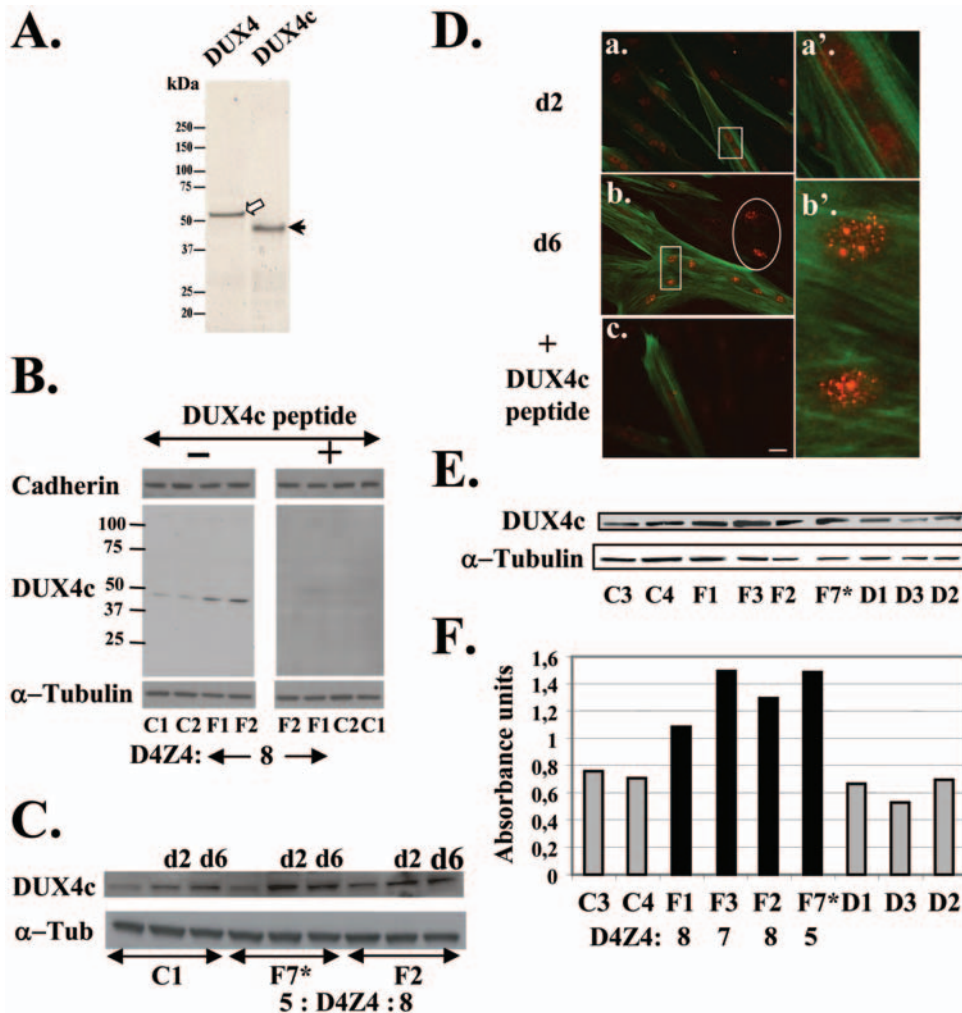 A.
DUX4 DUX4c
kDa
250
150
100
75
50
37
25
20
B.
DUX4c peptide
− +
Cadherin
100
75
DUX4c
50
37
25
α−Tubulin
C1 C2 F1 F2 F2 F1 C2 C1
D4Z4: 8
C.
d2 d6 d2 d6 d2 d6
DUX4c
α−Tub
C1 F7* F2
5 : D4Z4 : 8
D.
a. a'.
d2
b. b'.
d6
c.
+
DUX4c
peptide
E.
DUX4c
α−Tubulin
C3 C4 F1 F3 F2 F7* D1 D3 D2
F.
Absorbance units
1,6
1,4
1,2
1
0,8
0,6
0,4
0,2
0
C3 C4 F1 F3 F2 F7* D1 D3 D2
D4Z4: 8 7 8 5